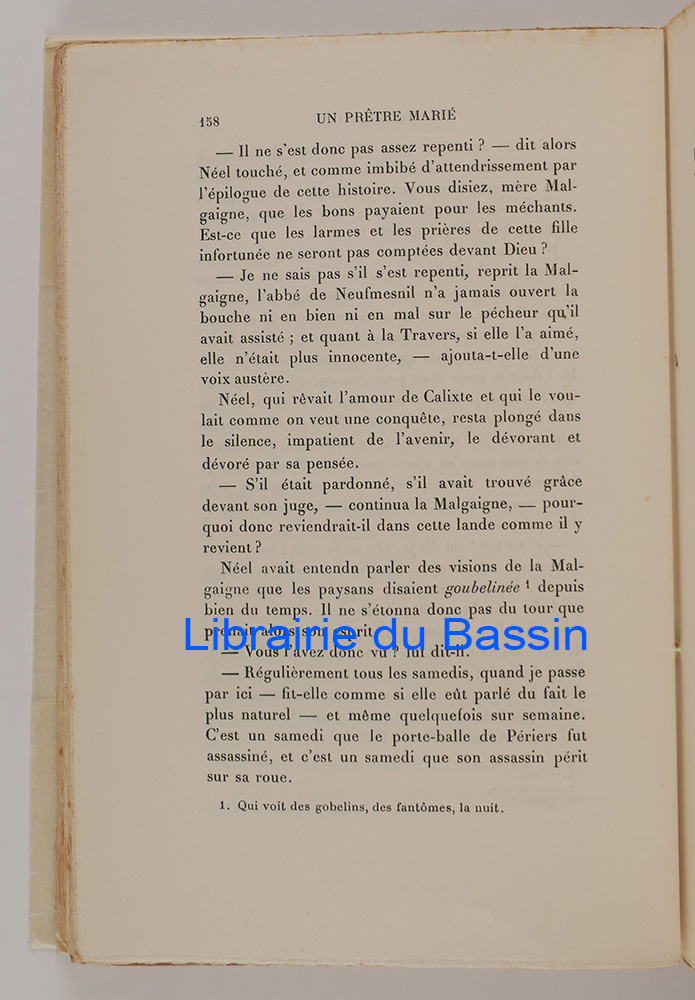 158
UN PRÊTRE MARIÉ
— Il ne s'est donc pas assez repenti ? — dit alors
Néel touché, et comme imbibé d'attendrissement par
l'épilogue de cette histoire. Vous disiez, mère Mal-
gaigne, que les bons payaient pour les méchants.
Est-ce que les larmes et les prières de cette fille
infortunée ne seront pas comptées devant Dieu ?
— Je ne sais pas s'il s'est repenti, reprit la Mal-
gaigne, l'abbé de Neufmesnil n'a jamais ouvert la
bouche ni en bien ni en mal sur le pécheur qu'il
avait assisté ; et quant à la Travers, si elle l'a aimé,
elle n'était plus innocente, — ajouta-t-elle d'une
voix austère.
Néel, qui rêvait l'amour de Calixte et qui le vou-
lait comme on veut une conquête, resta plongé dans
le silence, impatient de l'avenir, le dévorant et
dévoré par sa pensée.
— S'il était pardonné, s'il avait trouvé grâce
devant son juge, — continua la Malgaigne, — pour-
quoi donc reviendrait-il dans cette lande comme il y
revient ?
Néel avait entendn parler des visions de la Mal-
gaigne que les paysans disaient goubelinée 1 depuis
bien du temps. Il ne s'étonna donc pas du tour que
prenait alors son esprit.
Librairie du Bassin
— Vous l'avez donc vu ? lui dit-il.
— Régulièrement tous les samedis, quand je passe
par ici — fit-elle comme si elle eût parlé du fait le
plus naturel — et même quelquefois sur semaine.
C'est un samedi que le porte-balle de Périers fut
assassiné, et c'est un samedi que son assassin périt
sur sa roue.
1. Qui voit des gobelins, des fantômes, la nuit.